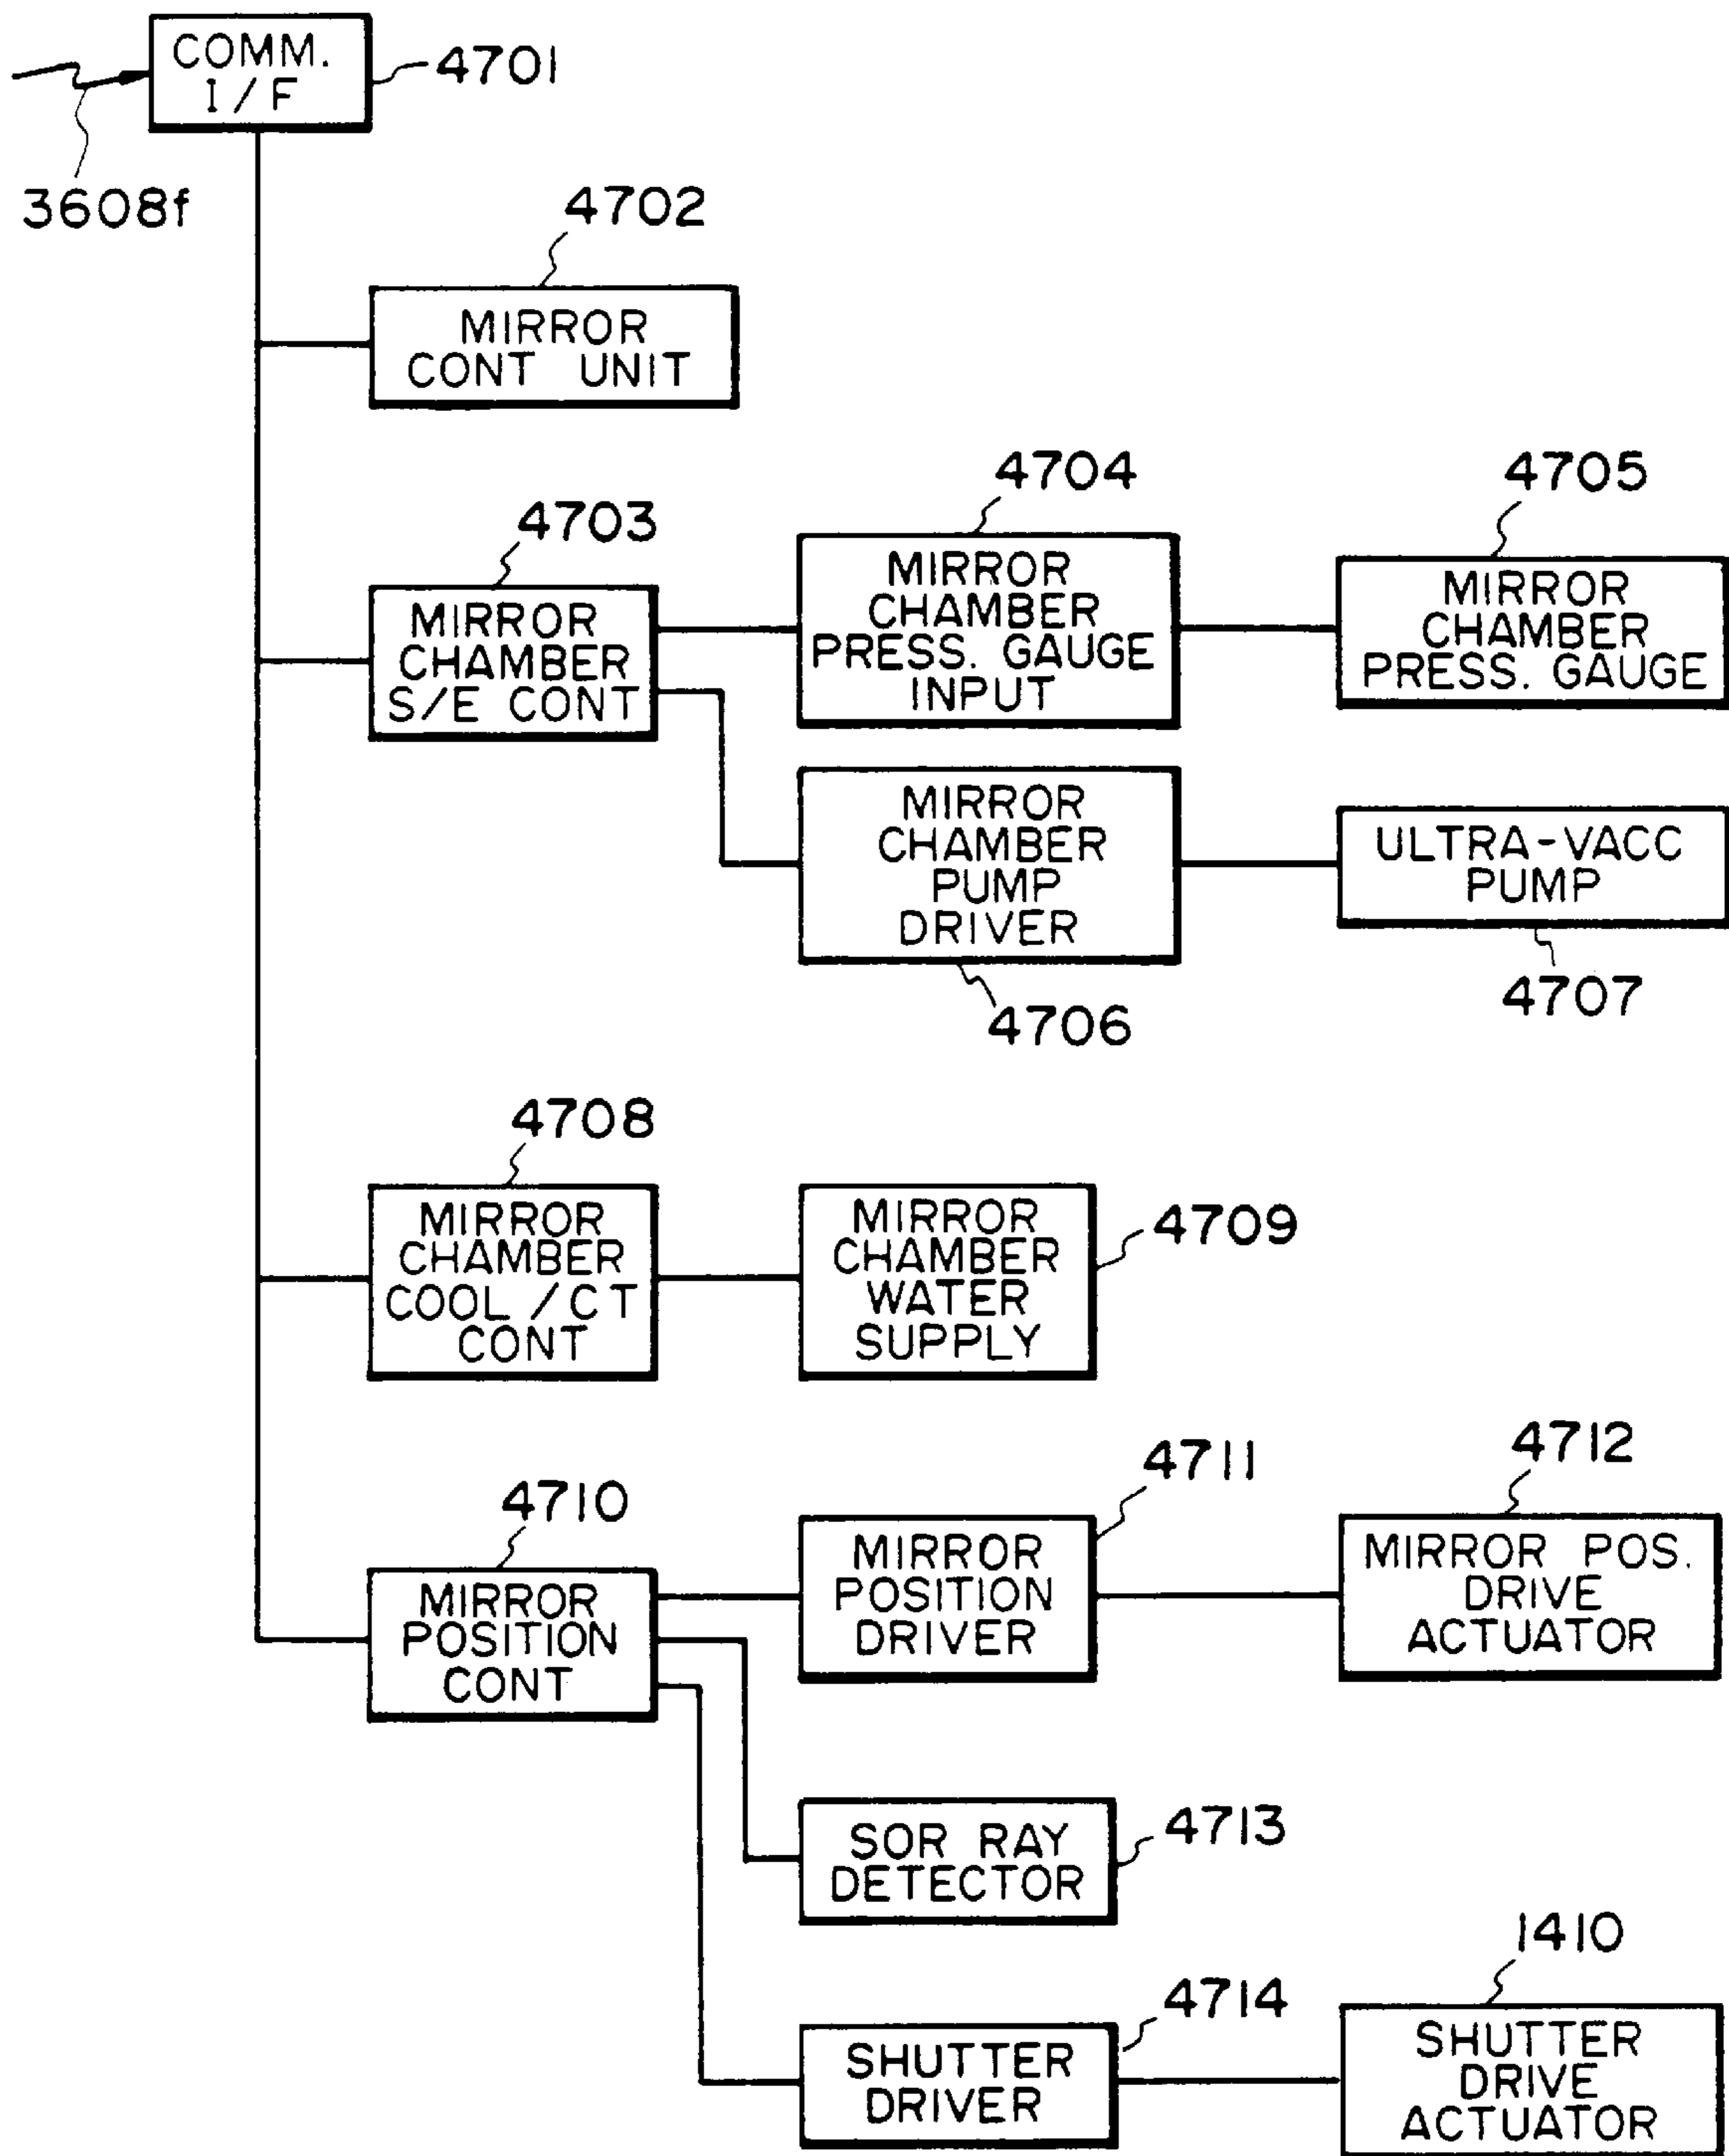 COMM.
I/F
4701
3608f
4702
MIRROR
CONT UNIT
4703
MIRROR
CHAMBER
S/E CONT
4704
MIRROR
CHAMBER
PRESS. GAUGE
INPUT
4705
MIRROR
CHAMBER
PRESS. GAUGE
MIRROR
CHAMBER
PUMP
DRIVER
4706
ULTRA-VACC
PUMP
4707
4708
MIRROR
CHAMBER
COOL/CT
CONT
MIRROR
CHAMBER
WATER
SUPPLY
4709
4710
MIRROR
POSITION
CONT
4711
MIRROR
POSITION
DRIVER
4712
MIRROR POS.
DRIVE
ACTUATOR
SOR RAY
DETECTOR
4713
4714
SHUTTER
DRIVER
1410
SHUTTER
DRIVE
ACTUATOR